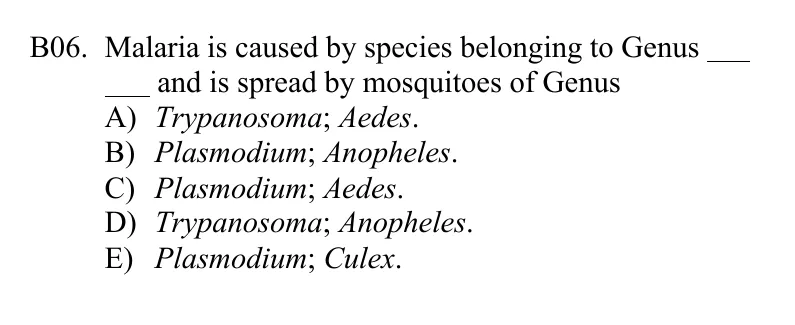 B06. Malaria is caused by species belonging to Genus ___
___ and is spread by mosquitoes of Genus
A) Trypanosoma; Aedes.
B) Plasmodium; Anopheles.
C) Plasmodium; Aedes.
D) Trypanosoma; Anopheles.
E) Plasmodium; Culex.